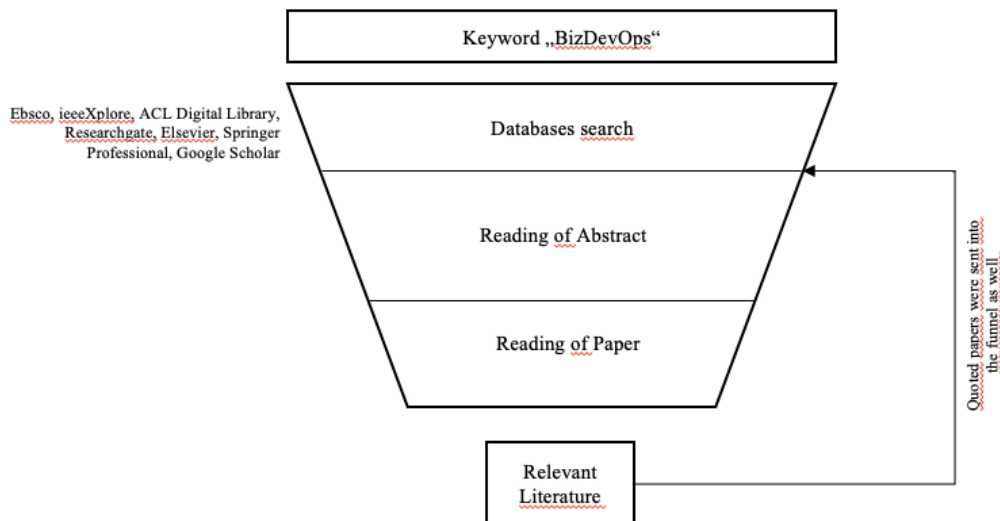 Keyword „BizDevOps“
Ebsco, ieeeXplore, ACL Digital Library,
Researchgate, Elsevier, Springer
Professional, Google Scholar
Databases search
Reading of Abstract
Reading of Paper
Quoted papers were sent into
the funnel as well
Relevant
Literature